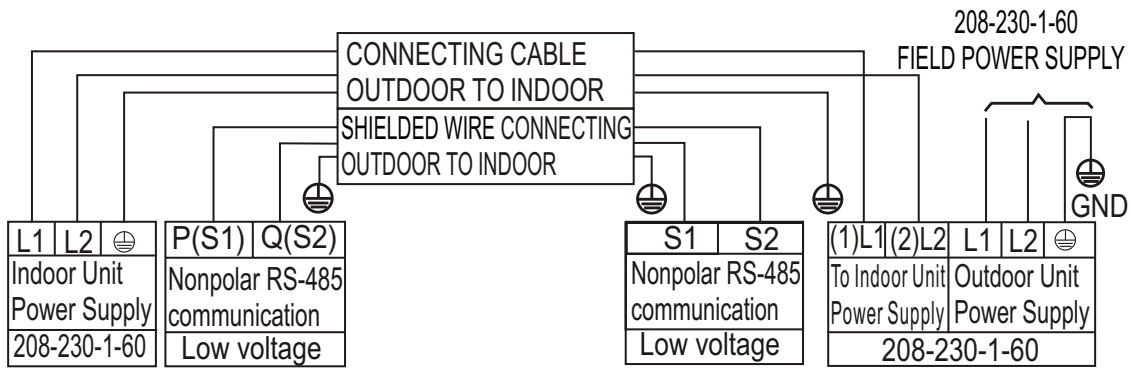 208-230-1-60
FIELD POWER SUPPLY
CONNECTING CABLE
OUTDOOR TO INDOOR
SHIELDED WIRE CONNECTING
OUTDOOR TO INDOOR
GND
L1 L2
Indoor Unit
Power Supply
208-230-1-60
P(S1) Q(S2)
Nonpolar RS-485
communication
Low voltage
S1 S2
Nonpolar RS-485
communication
Low voltage
(1)L1 (2)L2 L1 L2
To Indoor Unit
Power Supply
Outdoor Unit
Power Supply
208-230-1-60